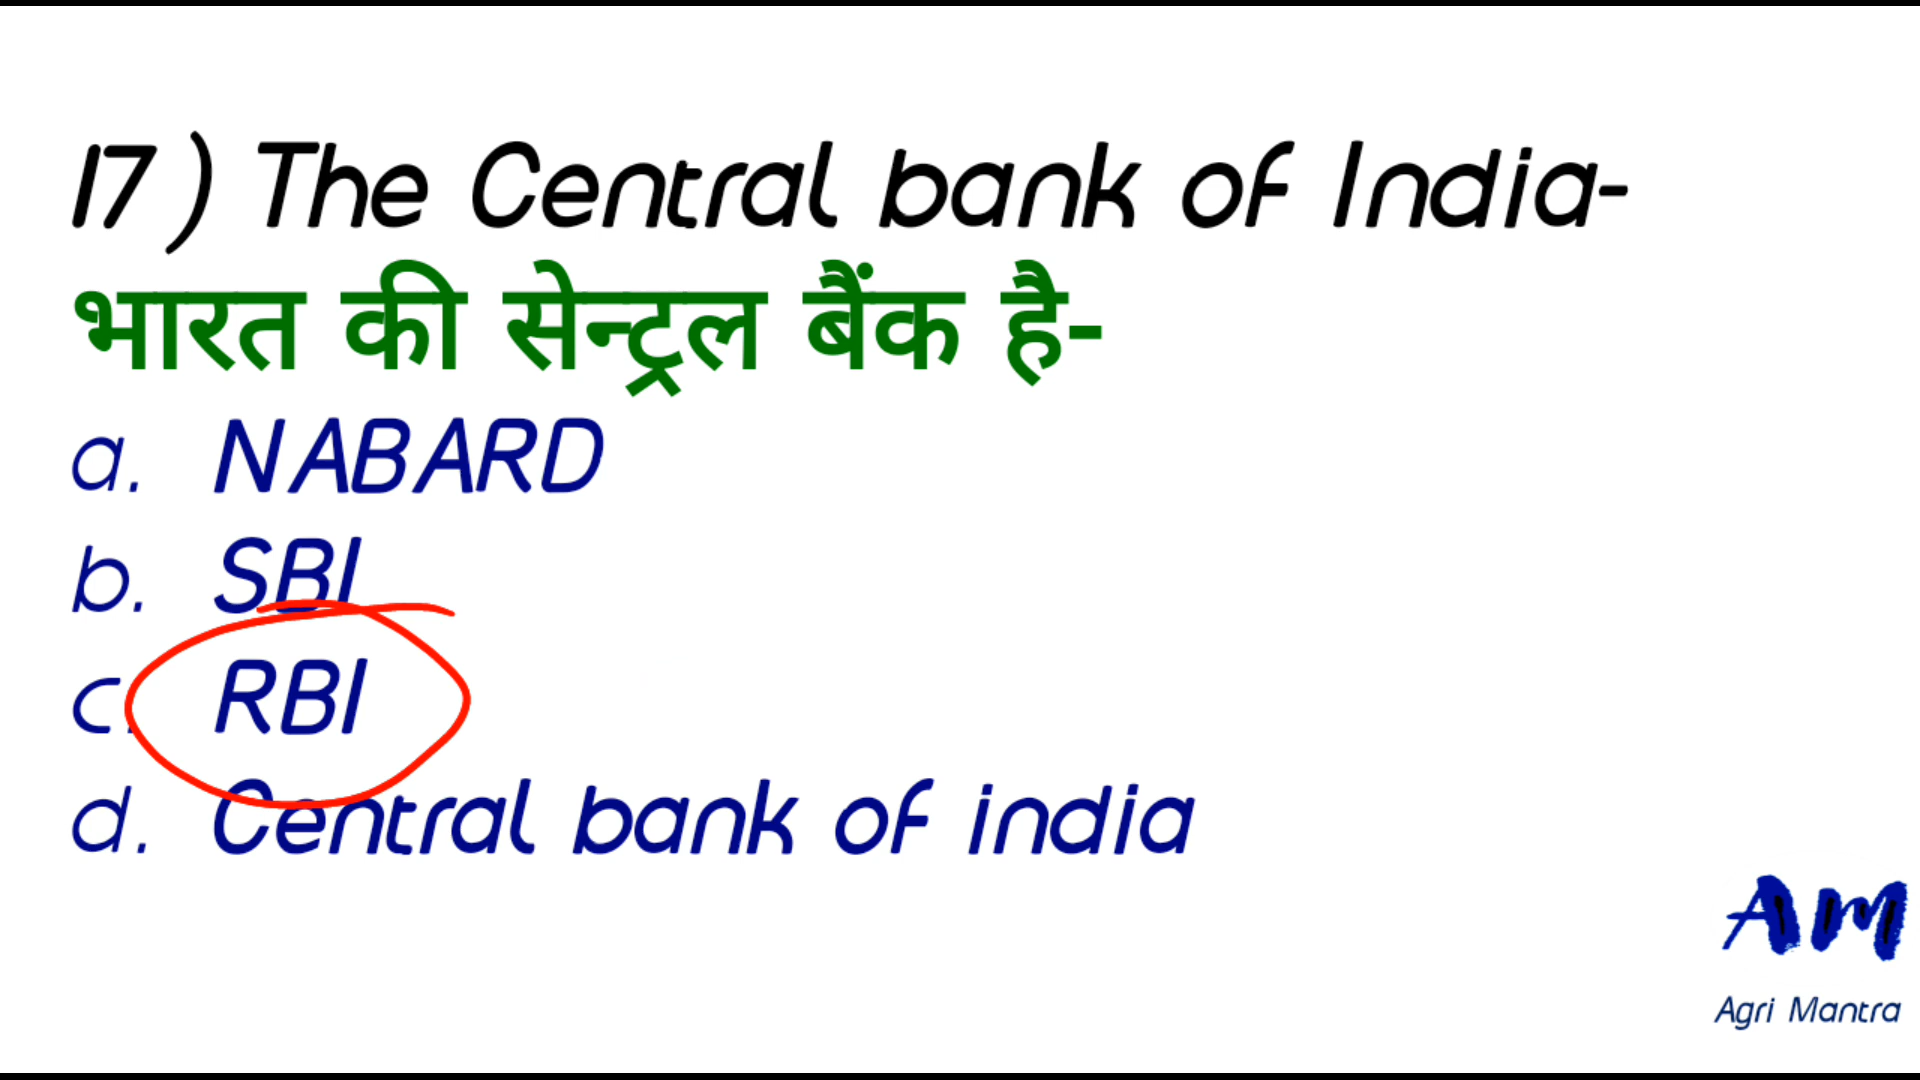 17 ) The Central bank of India-
भारत की सेन्ट्रल बैंक है-
a. NABARD
b. SBI
c. RBI
d. Central bank of india
Am
Agri Mantra